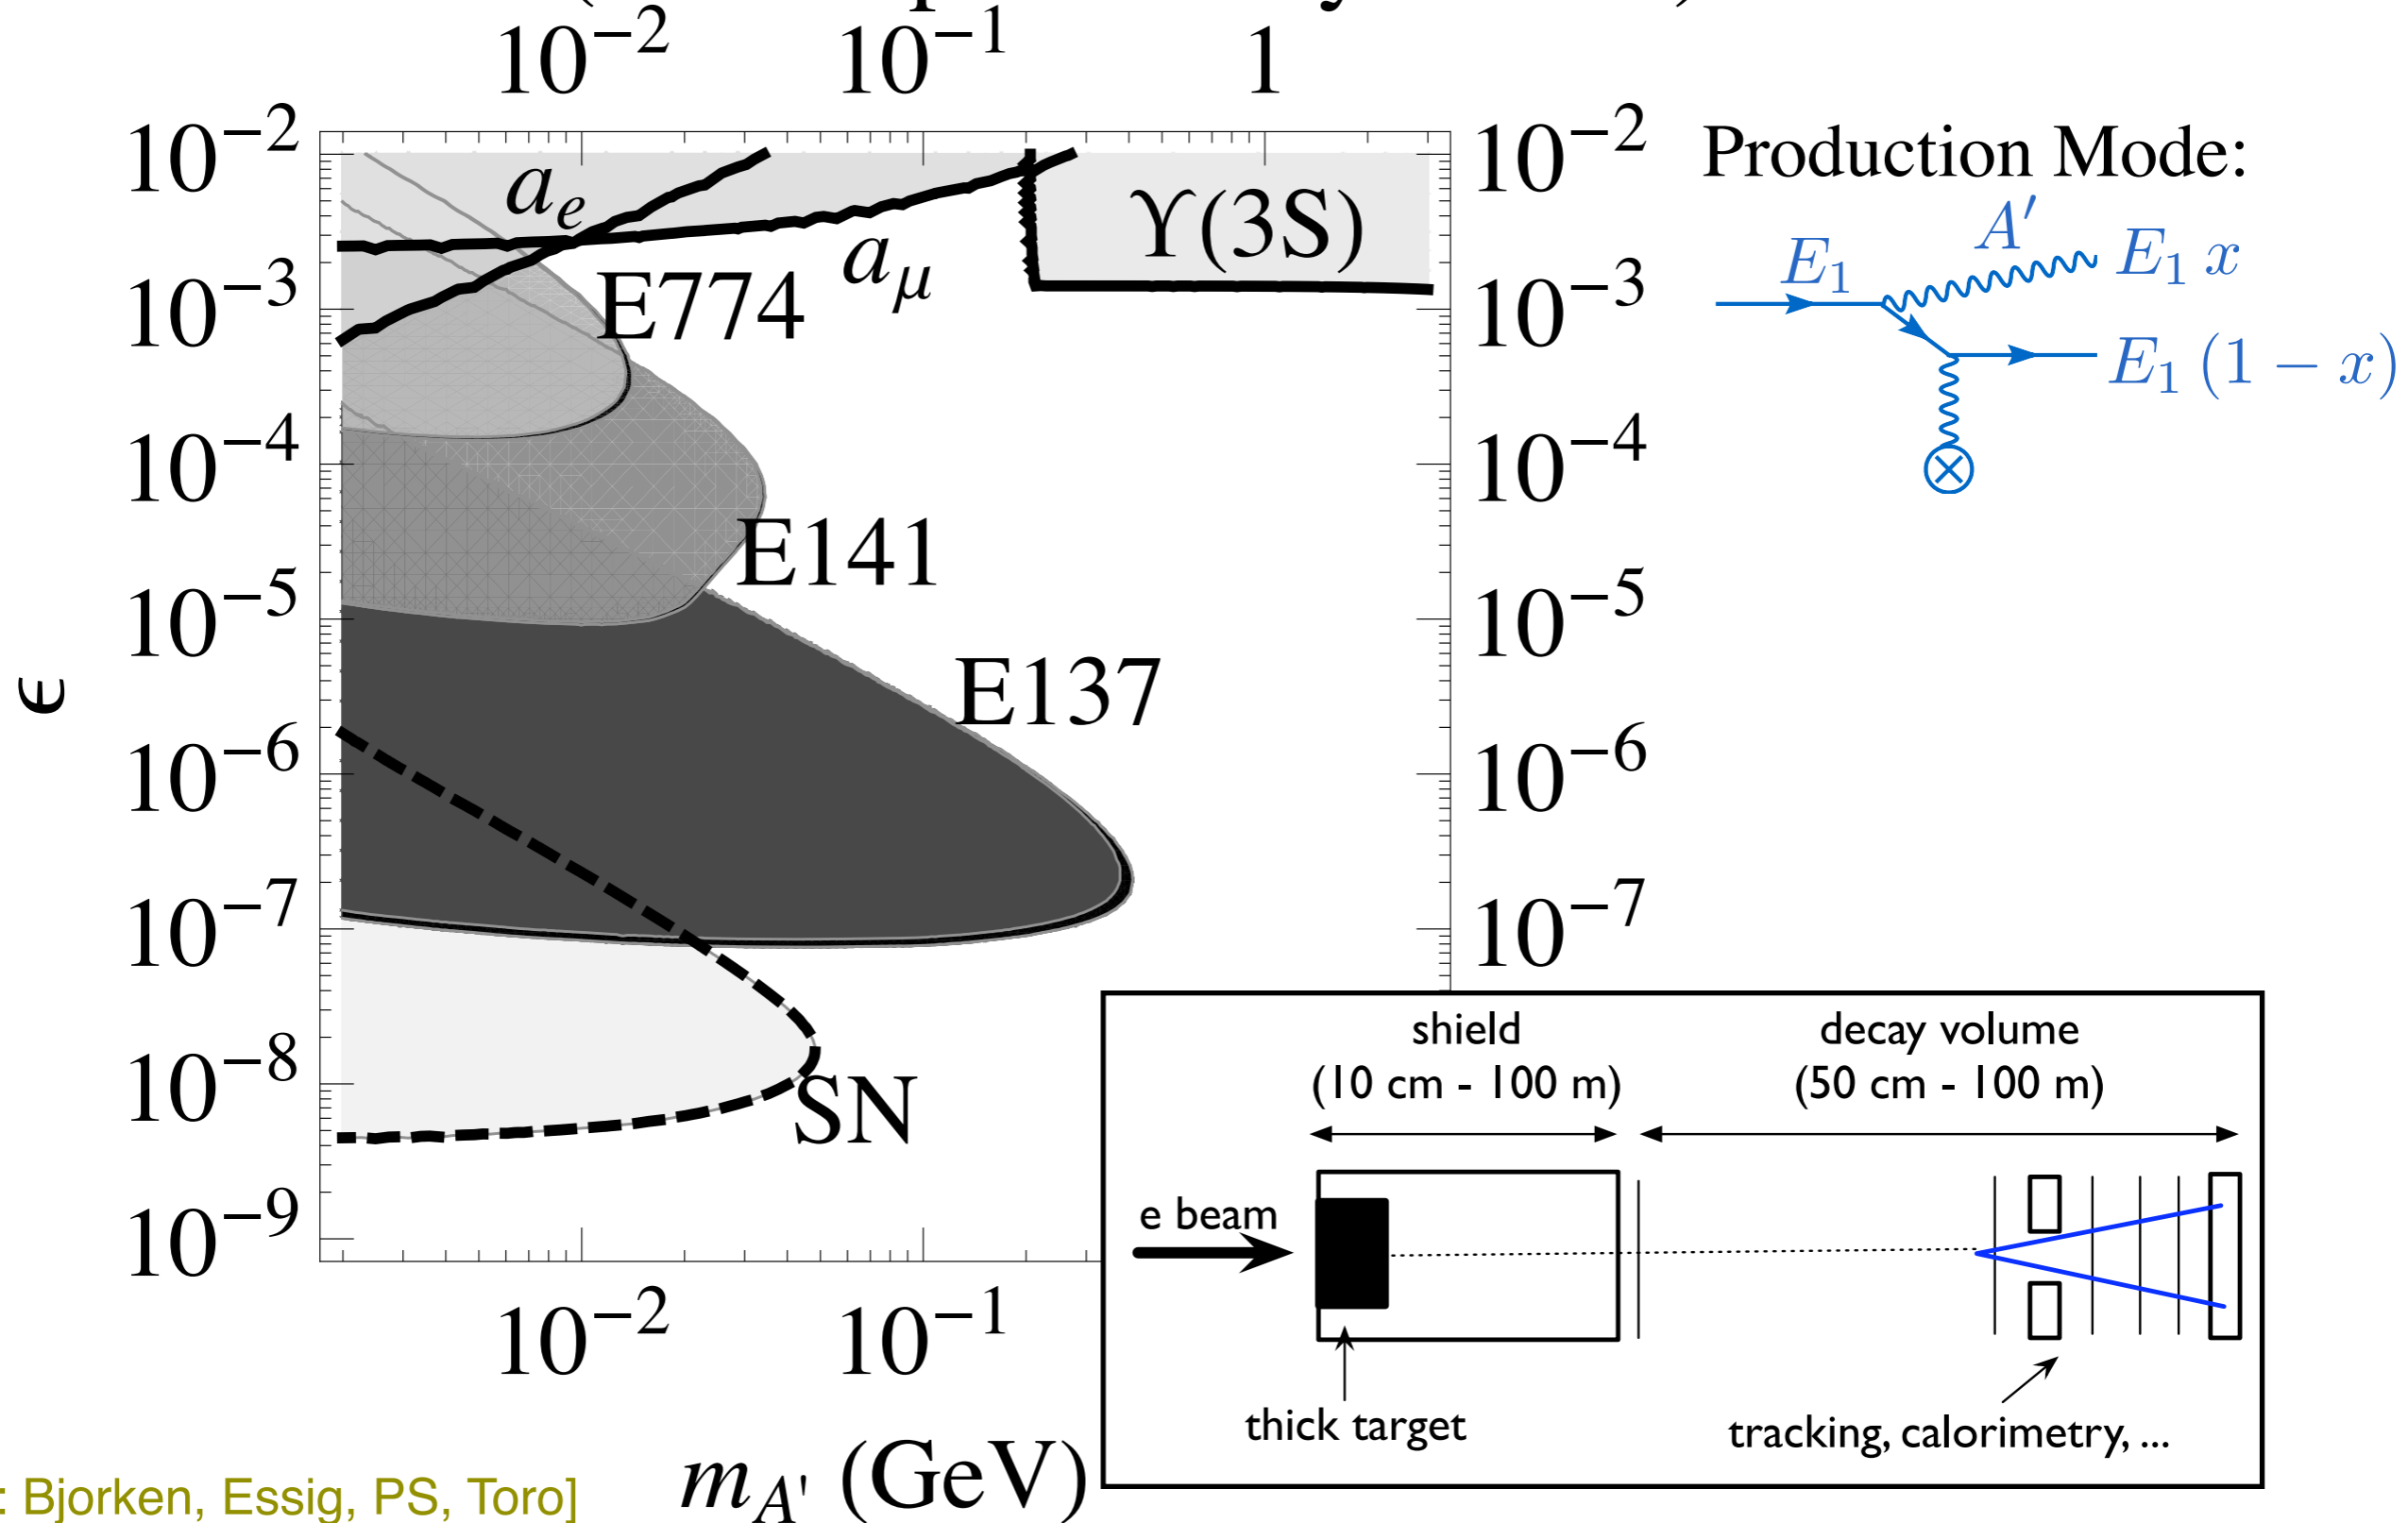 10⁻² 10⁻¹ 1
10⁻² 10⁻²
10⁻³ 10⁻³
10⁻⁴ 10⁻⁴
10⁻⁵ 10⁻⁵
10⁻⁶ 10⁻⁶
10⁻⁷ 10⁻⁷
10⁻⁸
10⁻⁹
ϵ
a_e
a_μ
ϒ(3S)
E774
E141
E137
SN
10⁻² 10⁻¹
m_A' (GeV)
Production Mode:
E₁
A′
E₁ x
E₁ (1 − x)
shield
(10 cm - 100 m)
decay volume
(50 cm - 100 m)
e beam
thick target
tracking, calorimetry, ...
: Bjorken, Essig, PS, Toro]